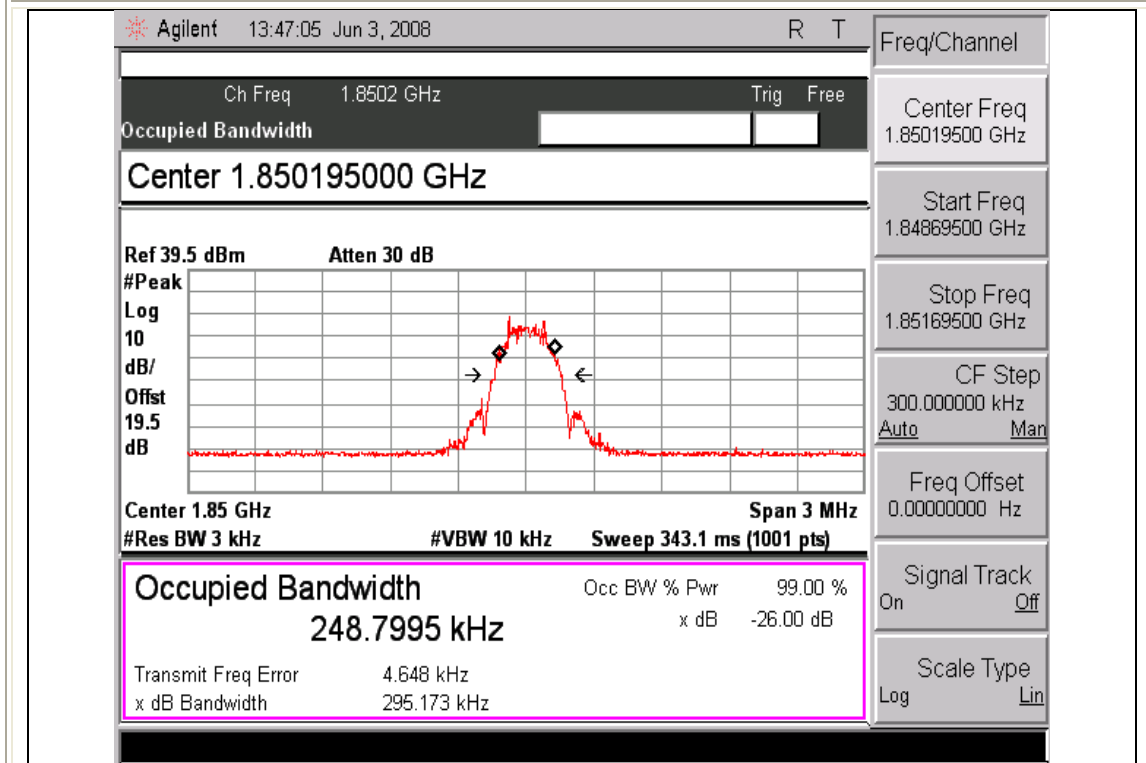 Agilent 13:47:05 Jun 3, 2008 R T
Freq/Channel
Ch Freq 1.8502 GHz Trig Free
Occupied Bandwidth
Center 1.850195000 GHz
Ref 39.5 dBm Atten 30 dB
#Peak
Log
10
dB/
Offst
19.5
dB
Center 1.85 GHz Span 3 MHz
#Res BW 3 kHz #VBW 10 kHz Sweep 343.1 ms (1001 pts)
Occupied Bandwidth
248.7995 kHz
Occ BW % Pwr 99.00 %
x dB -26.00 dB
Transmit Freq Error 4.648 kHz
x dB Bandwidth 295.173 kHz
Center Freq
1.85019500 GHz
Start Freq
1.84869500 GHz
Stop Freq
1.85169500 GHz
CF Step
300.000000 kHz
Auto Man
Freq Offset
0.00000000 Hz
Signal Track
On Off
Scale Type
Log Lin